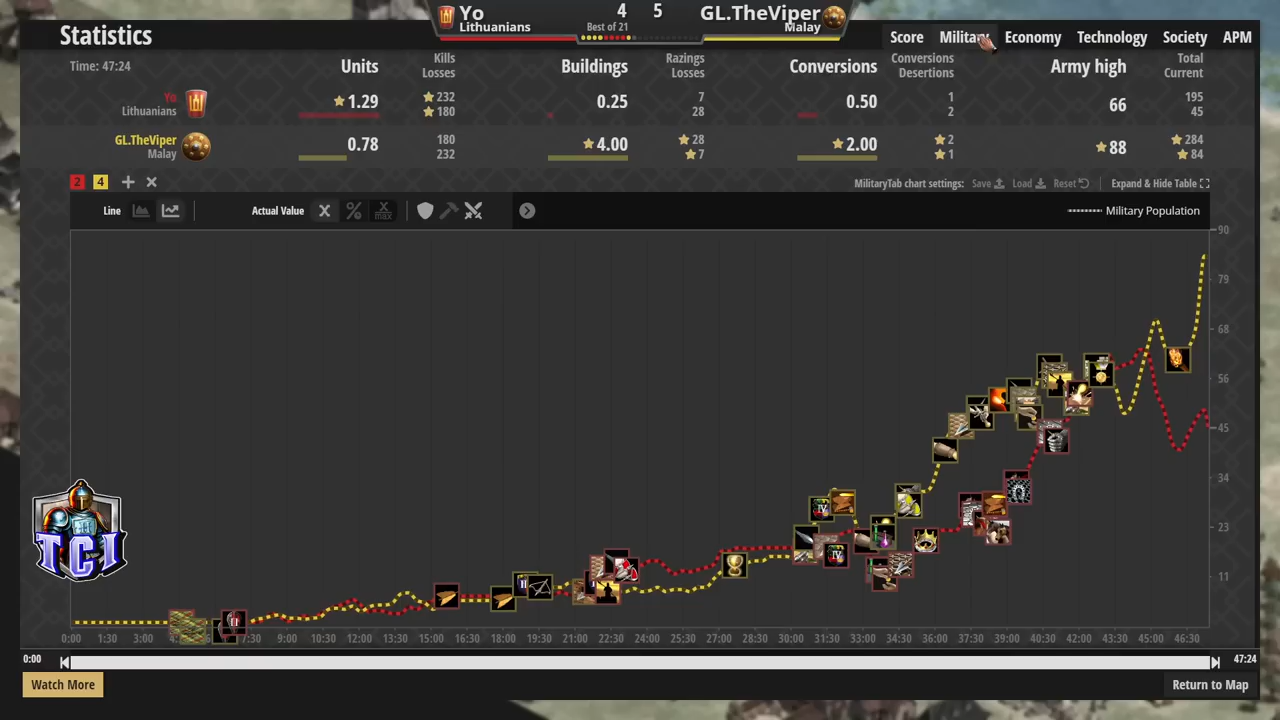 Yo 4 5 GL.TheViper
Lithuanians Best of 21 Malay
Statistics
Score Military Economy Technology Society APM
Time: 47:24
Units Kills Losses Buildings Razings Losses Conversions Conversions Desertions Army high Total Current
Yo Lithuanians 1.29 232 180 0.25 7 28 0.50 1 2 66 195 45
GL.TheViper Malay 0.78 180 232 4.00 28 7 2.00 2 1 88 284 84
2 4 MilitaryTab chart settings: Save Load Reset Expand & Hide Table
Line Actual Value X % X max Military Population
90
79
68
56
45
34
23
11
TCI
0:00 1:30 3:00 7:30 9:00 10:30 12:00 13:30 15:00 16:30 18:00 19:30 21:00 22:30 24:00 25:30 27:00 28:30 30:00 31:30 33:00 34:30 36:00 37:30 39:00 40:30 42:00 43:30 45:00 46:30
0:00 47:24
Watch More Return to Map